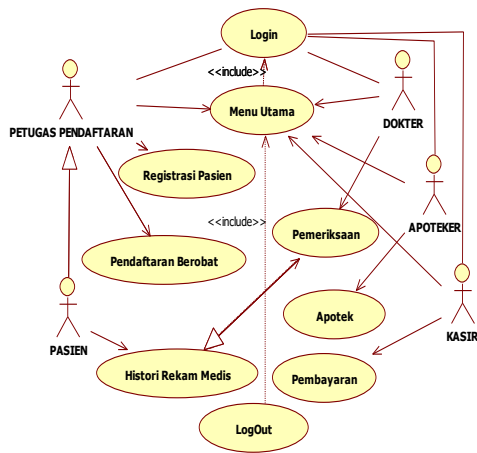 Login
<<include>>
Menu Utama
DOKTER
PETUGAS PENDAFTARAN
Registrasi Pasien
<<include>>
Pemeriksaan
APOTEKER
Pendaftaran Berobat
Apotek
PASIEN
KASIR
Histori Rekam Medis
Pembayaran
LogOut